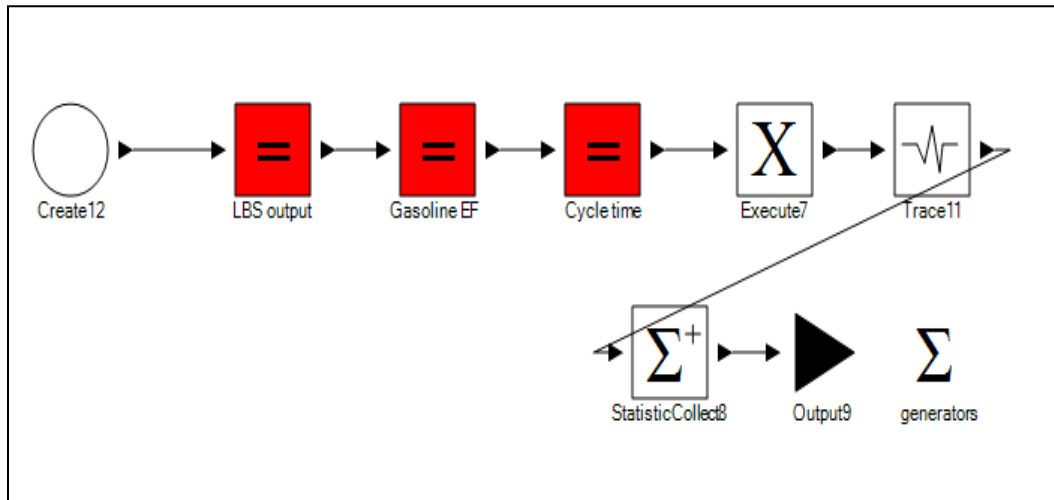 = = = X
Create12 LBS output Gasoline EF Cycle time Execute7 Trace11
Σ+ Σ
StatisticCollect8 Output9 generators